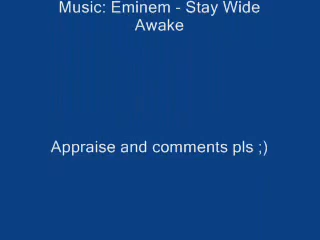 Music: Eminem - Stay Wide
Awake
Appraise and comments pls ;)